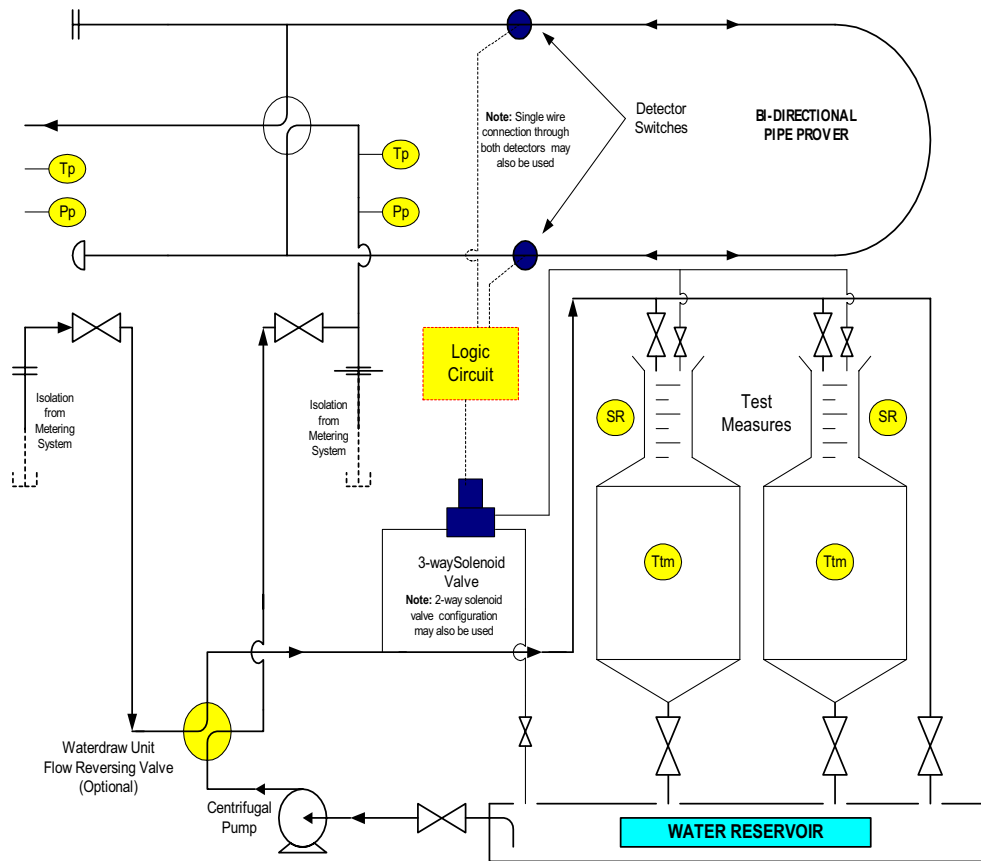 Note: Single wire
connection through
both detectors may
also be used
Detector
Switches
BI-DIRECTIONAL
PIPE PROVER
Tp
Pp
Tp
Pp
Isolation
from
Metering
System
Isolation
from
Metering
System
Logic
Circuit
SR
Test
Measures
SR
3-waySolenoid
Valve
Note: 2-way solenoid
valve configuration
may also be used
Ttm
Ttm
Waterdraw Unit
Flow Reversing Valve
(Optional)
Centrifugal
Pump
WATER RESERVOIR